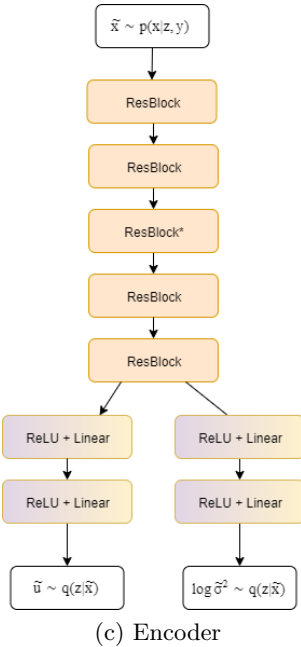 x̃ ∼ p(x|z, y)
ResBlock
ResBlock
ResBlock*
ResBlock
ResBlock
ReLU + Linear ReLU + Linear
ReLU + Linear ReLU + Linear
ũ ∼ q(z|x̃) log σ̃² ∼ q(z|x̃)
(c) Encoder